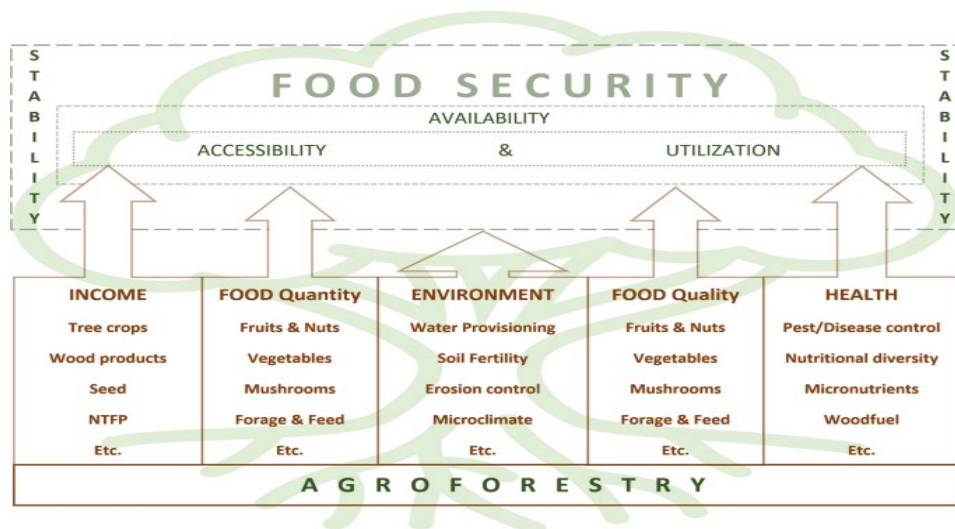 STABILITY
FOOD SECURITY
STABILITY
AVAILABILITY
ACCESSIBILITY & UTILIZATION
INCOME
Tree crops
Wood products
Seed
NTFP
Etc.
FOOD Quantity
Fruits & Nuts
Vegetables
Mushrooms
Forage & Feed
Etc.
ENVIRONMENT
Water Provisioning
Soil Fertility
Erosion control
Microclimate
Etc.
FOOD Quality
Fruits & Nuts
Vegetables
Mushrooms
Forage & Feed
Etc.
HEALTH
Pest/Disease control
Nutritional diversity
Micronutrients
Woodfuel
Etc.
AGROFORESTRY